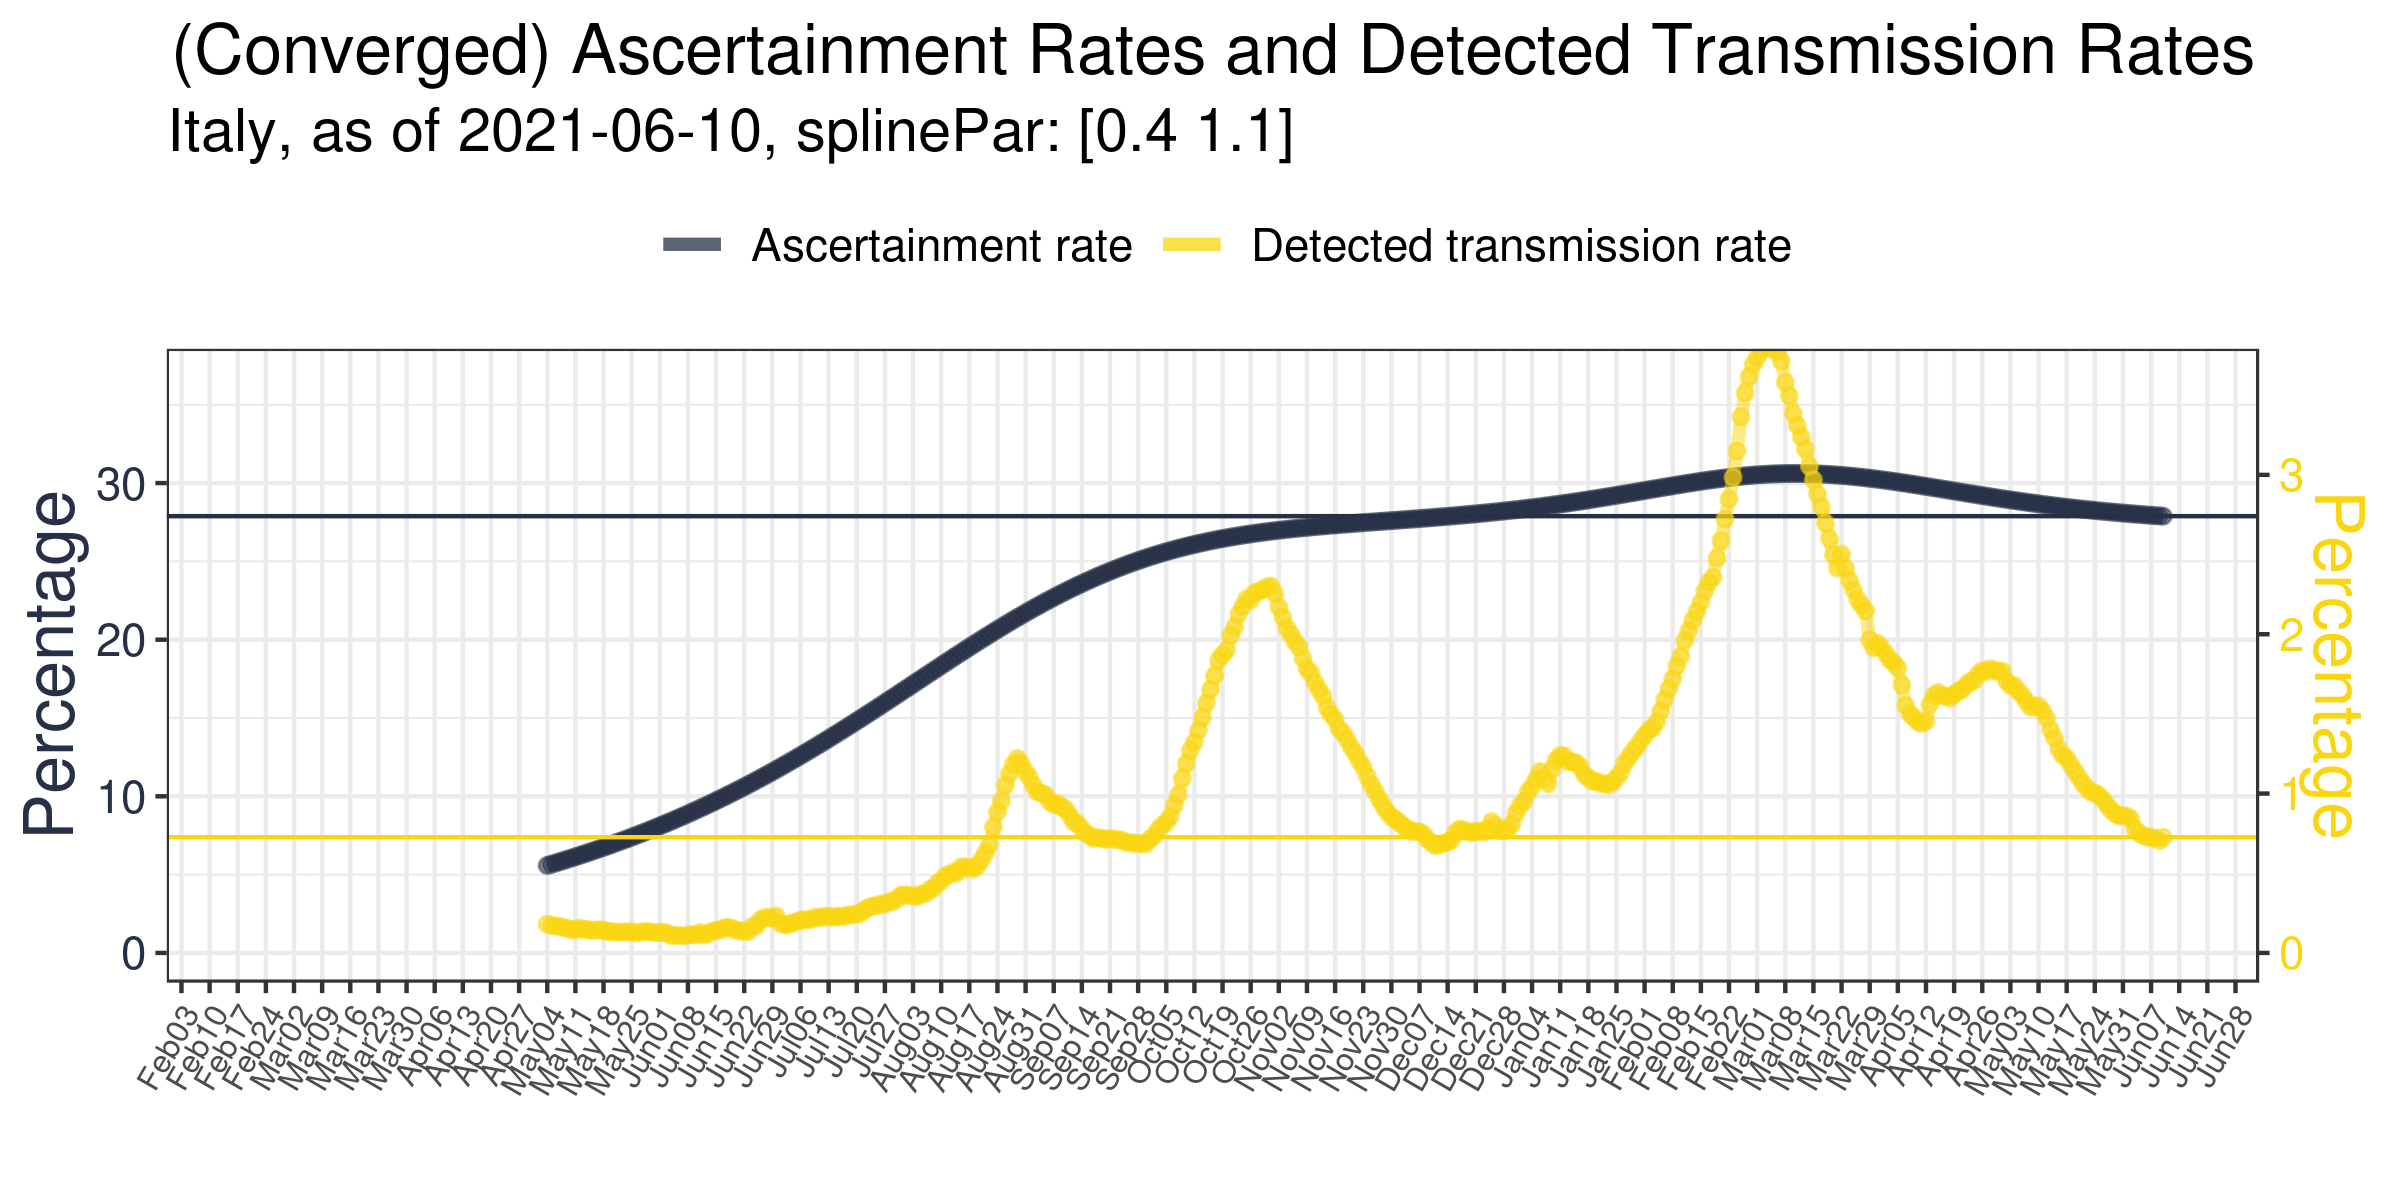 (Converged) Ascertainment Rates and Detected Transmission Rates
Italy, as of 2021-06-10, splinePar: [0.4 1.1]
Ascertainment rate
Detected transmission rate
Percentage
30
20
10
0
3
2
1
0
Percentage
Feb03
Feb10
Feb17
Feb24
Mar02
Mar09
Mar16
Mar23
Mar30
Apr06
Apr13
Apr20
Apr27
May04
May11
May18
May25
Jun01
Jun08
Jun15
Jun22
Jun29
Jul06
Jul13
Jul20
Jul27
Aug03
Aug10
Aug17
Aug24
Aug31
Sep07
Sep14
Sep21
Sep28
Oct05
Oct12
Oct19
Oct26
Nov02
Nov09
Nov16
Nov23
Nov30
Dec07
Dec14
Dec21
Dec28
Jan04
Jan11
Jan18
Jan25
Feb01
Feb08
Feb15
Feb22
Mar01
Mar08
Mar15
Mar22
Mar29
Apr05
Apr12
Apr19
Apr26
May03
May10
May17
May24
May31
Jun07
Jun14
Jun21
Jun28